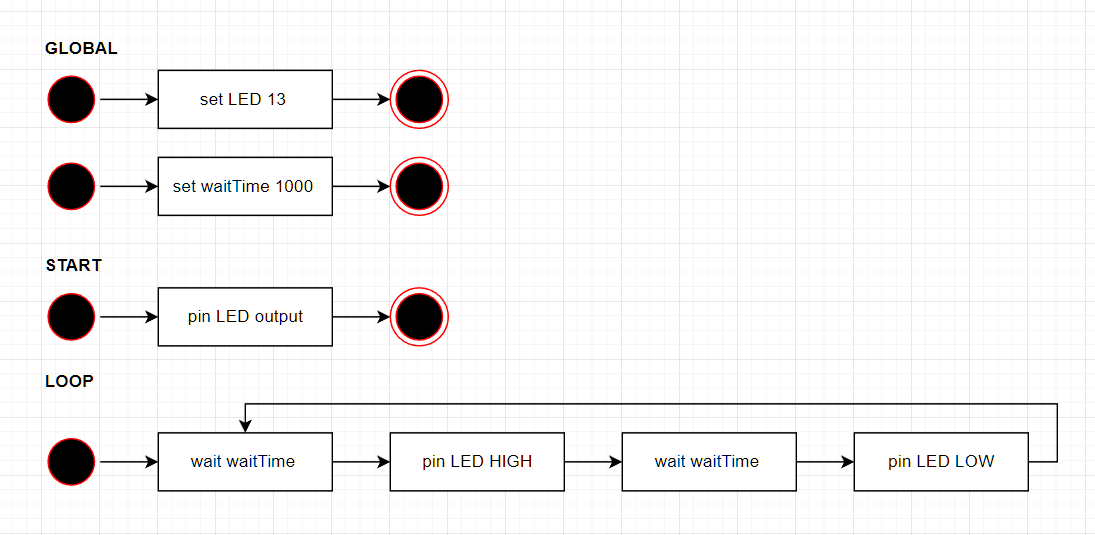 GLOBAL
set LED 13
set waitTime 1000
START
pin LED output
LOOP
wait waitTime
pin LED HIGH
wait waitTime
pin LED LOW